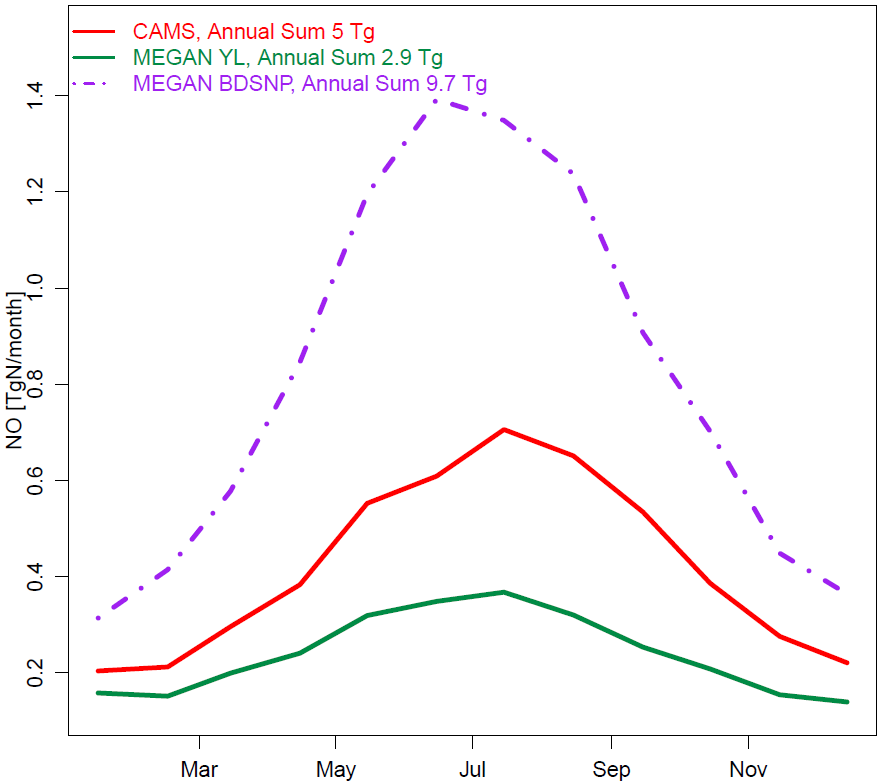 CAMS, Annual Sum 5 Tg
MEGAN YL, Annual Sum 2.9 Tg
MEGAN BDSNP, Annual Sum 9.7 Tg
NO [TgN/month]
1.4
1.2
1.0
0.8
0.6
0.4
0.2
Mar May Jul Sep Nov